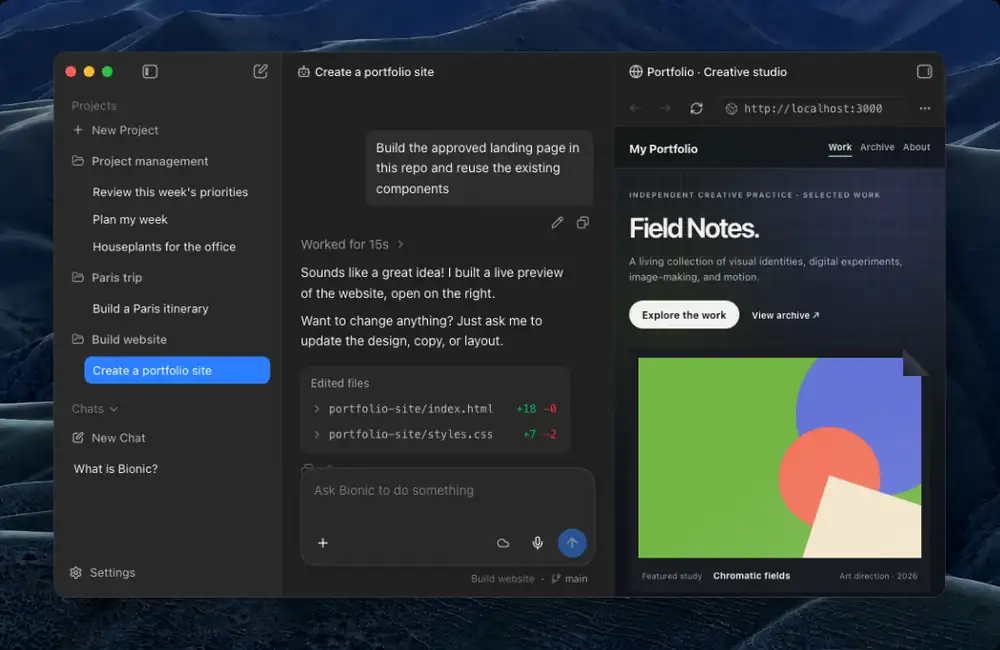 Projects
New Project
Project management
Review this week's priorities
Plan my week
Houseplants for the office
Paris trip
Build a Paris itinerary
Build website
Create a portfolio site
Chats
New Chat
What is Bionic?
Settings
Create a portfolio site
Build the approved landing page in
this repo and reuse the existing
components
Worked for 15s
Sounds like a great idea! I built a live preview
of the website, open on the right.
Want to change anything? Just ask me to
update the design, copy, or layout.
Edited files
portfolio-site/index.html +18 −0
portfolio-site/styles.css +7 −2
Ask Bionic to do something
Build website · main
Portfolio · Creative studio
http://localhost:3000
My Portfolio
Work Archive About
INDEPENDENT CREATIVE PRACTICE · SELECTED WORK
Field Notes.
A living collection of visual identities, digital experiments,
image-making, and motion.
Explore the work View archive ↗
Featured study Chromatic fields Art direction · 2026